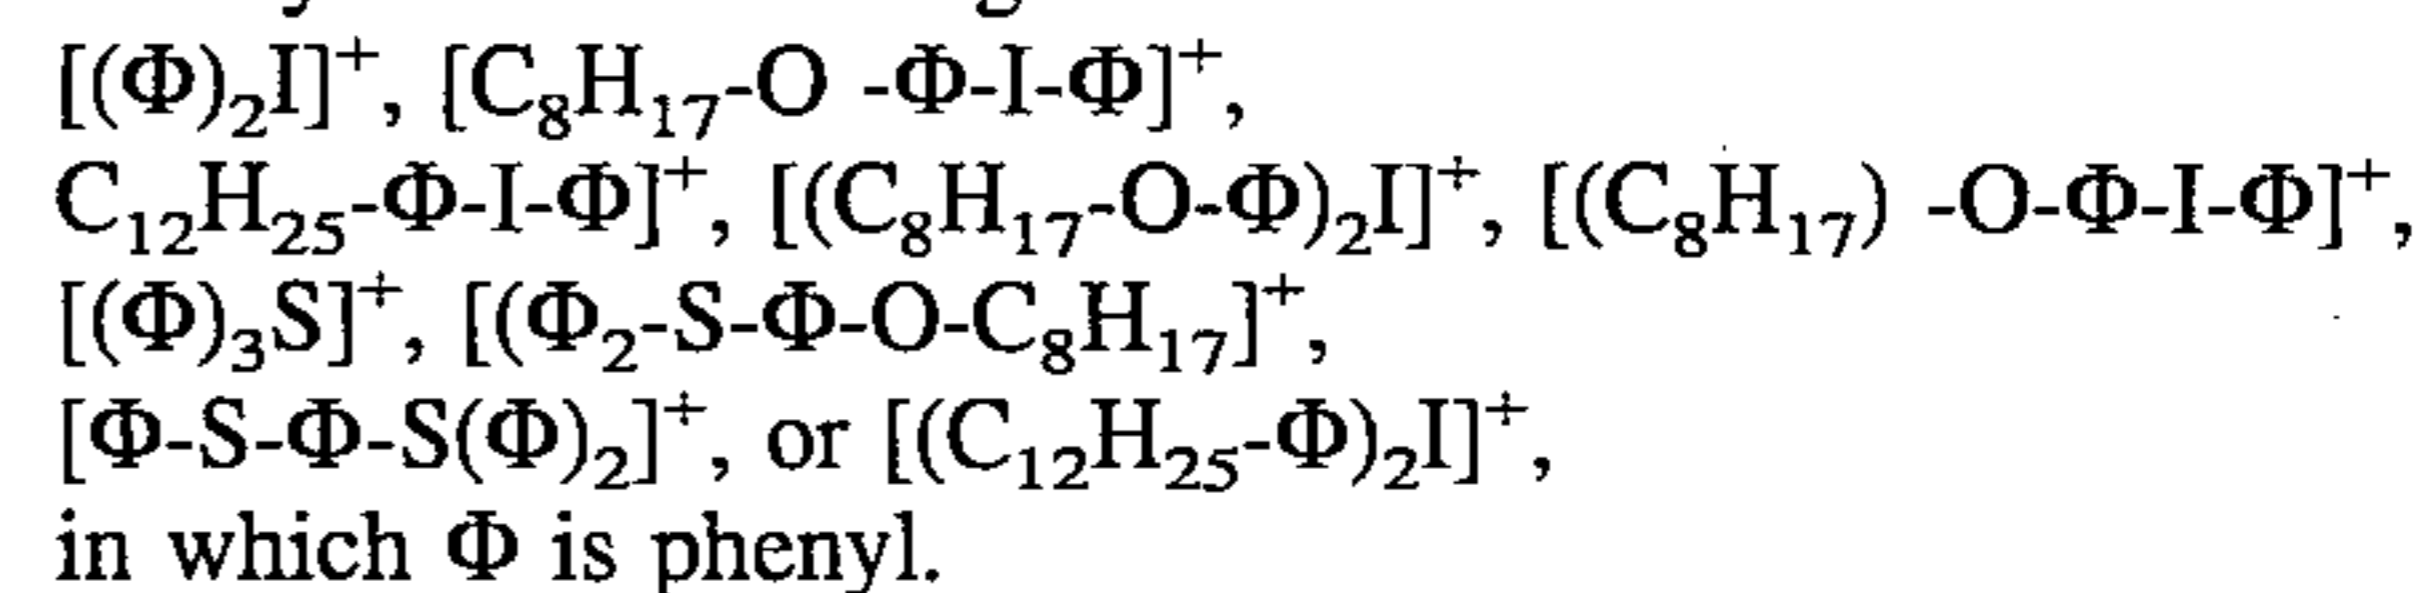 [(Φ)₂I]⁺, [C₈H₁₇-O -Φ-I-Φ]⁺,
C₁₂H₂₅-Φ-I-Φ]⁺, [(C₈H₁₇-O-Φ)₂I]⁺, [(C₈H₁₇) -O-Φ-I-Φ]⁺,
[(Φ)₃S]⁺, [(Φ₂-S-Φ-O-C₈H₁₇]⁺,
[Φ-S-Φ-S(Φ)₂]⁺, or [(C₁₂H₂₅-Φ)₂I]⁺,
in which Φ is phenyl.